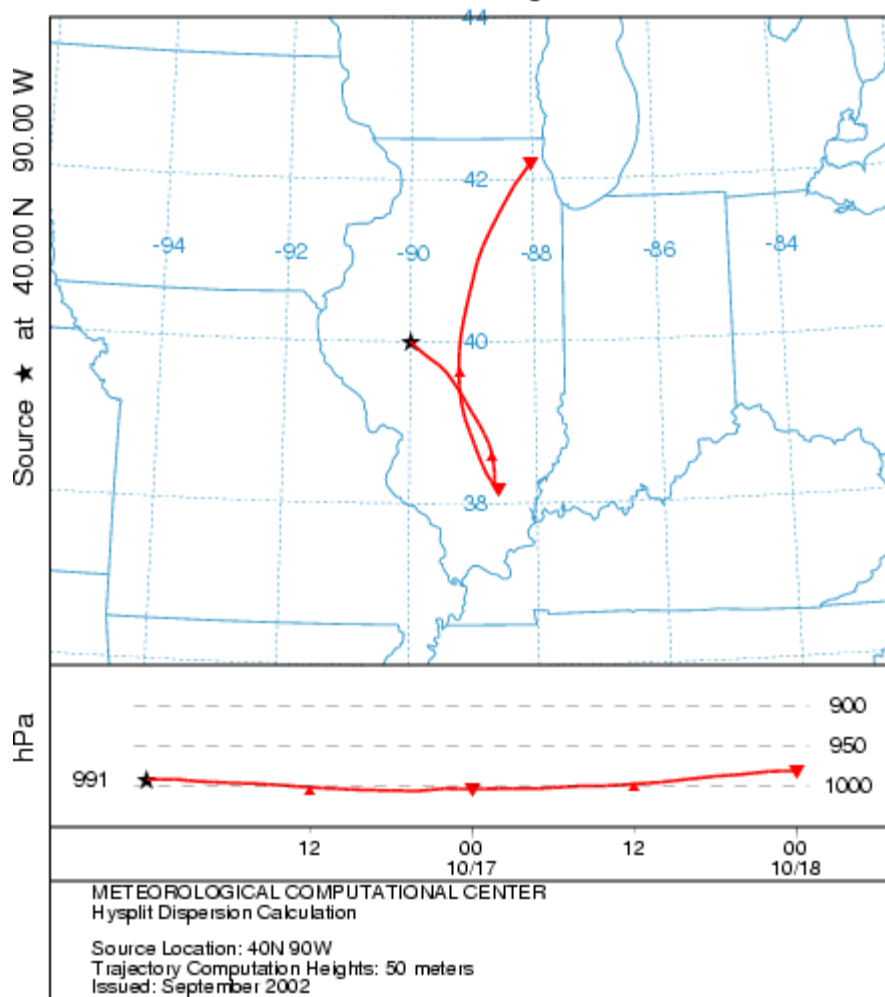 44
Source ★ at 40.00 N 90.00 W
42
-94
-92
-90
-88
-86
-84
40
38
hPa
991
900
950
1000
12
00
12
00
10/17
10/18
METEOROLOGICAL COMPUTATIONAL CENTER
Hysplit Dispersion Calculation
Source Location: 40N 90W
Trajectory Computation Heights: 50 meters
Issued: September 2002